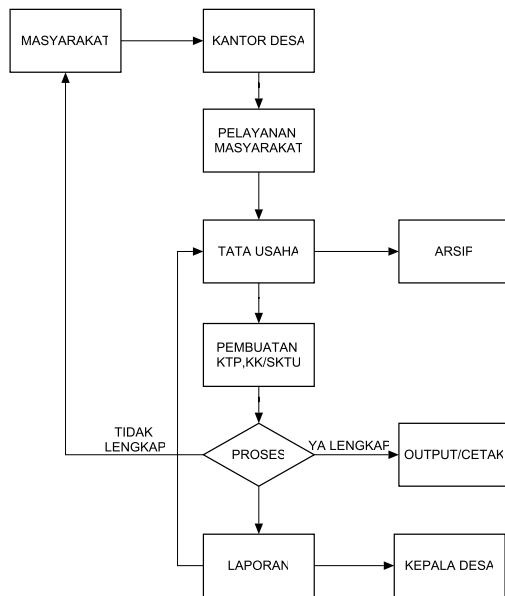 MASYARAKAT
KANTOR DESA
PELAYANAN
MASYARAKAT
TATA USAHA
ARSIP
PEMBUATAN
KTP,KK/SKTU
TIDAK
LENGKAP
PROSES
YA LENGKAP
OUTPUT/CETAK
LAPORAN
KEPALA DESA